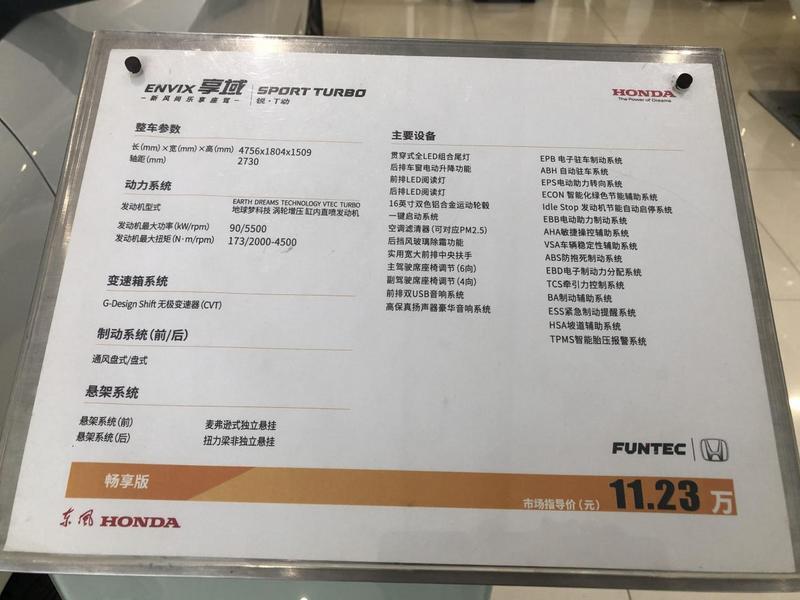 ENVIX 享域 SPORT TURBO
新风尚乐享座驾 锐·T动
HONDA
The Power of Dreams
整车参数
长(mm)×宽(mm)×高(mm) 4756x1804x1509
轴距(mm) 2730
动力系统
发动机型式 EARTH DREAMS TECHNOLOGY VTEC TURBO
地球梦科技 涡轮增压 缸内直喷发动机
发动机最大功率(kW/rpm) 90/5500
发动机最大扭矩(N·m/rpm) 173/2000-4500
变速箱系统
G-Design Shift 无极变速器(CVT)
制动系统(前/后)
通风盘式/盘式
悬架系统
悬架系统(前) 麦弗逊式独立悬挂
悬架系统(后) 扭力梁非独立悬挂
主要设备
贯穿式全LED组合尾灯
后排车窗电动升降功能
前排LED阅读灯
后排LED阅读灯
16英寸双色铝合金运动轮毂
一键启动系统
空调滤清器(可对应PM2.5)
后挡风玻璃除霜功能
实用宽大前排中央扶手
主驾驶席座椅调节(6向)
副驾驶席座椅调节(4向)
前排双USB音响系统
高保真扬声器豪华音响系统
EPB 电子驻车制动系统
ABH 自动驻车系统
EPS电动助力转向系统
ECON 智能化绿色节能辅助系统
Idle Stop 发动机节能自动启停系统
EBB电动助力制动系统
AHA敏捷操控辅助系统
VSA车辆稳定性辅助系统
ABS防抱死制动系统
EBD电子制动力分配系统
TCS牵引力控制系统
BA制动辅助系统
ESS紧急制动提醒系统
HSA坡道辅助系统
TPMS智能胎压报警系统
FUNTEC
畅享版
市场指导价(元) 11.23 万
东风 HONDA